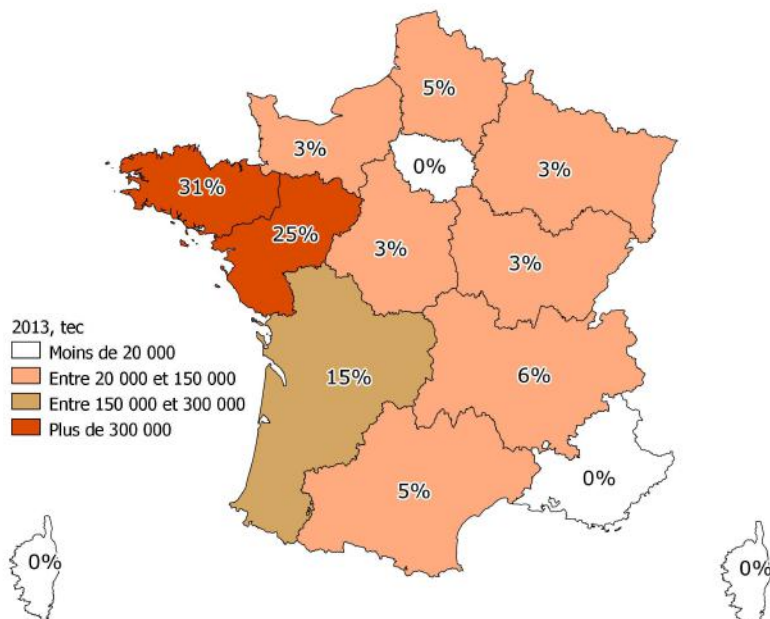 5%
3%
0%
3%
31%
25%
3%
3%
2013, tec
Moins de 20 000
Entre 20 000 et 150 000
Entre 150 000 et 300 000
Plus de 300 000
15%
6%
5%
0%
0%
0%